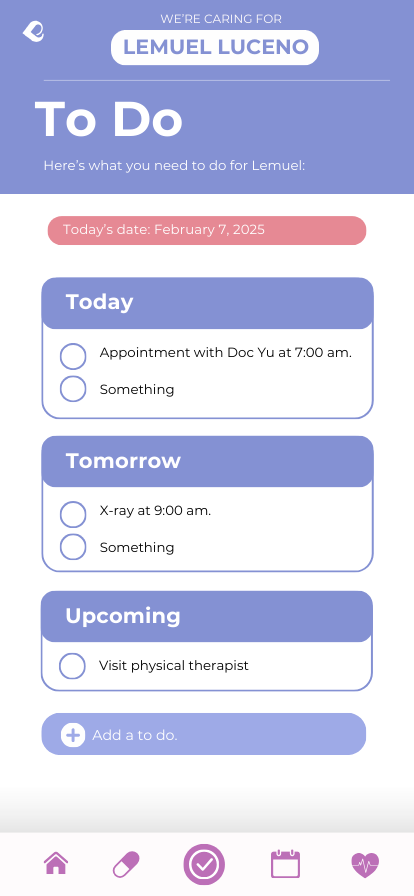 WE'RE CARING FOR
LEMUEL LUCENO
To Do
Here's what you need to do for Lemuel:
Today's date: February 7, 2025
Today
Appointment with Doc Yu at 7:00 am.
Something
Tomorrow
X-ray at 9:00 am.
Something
Upcoming
Visit physical therapist
Add a to do.